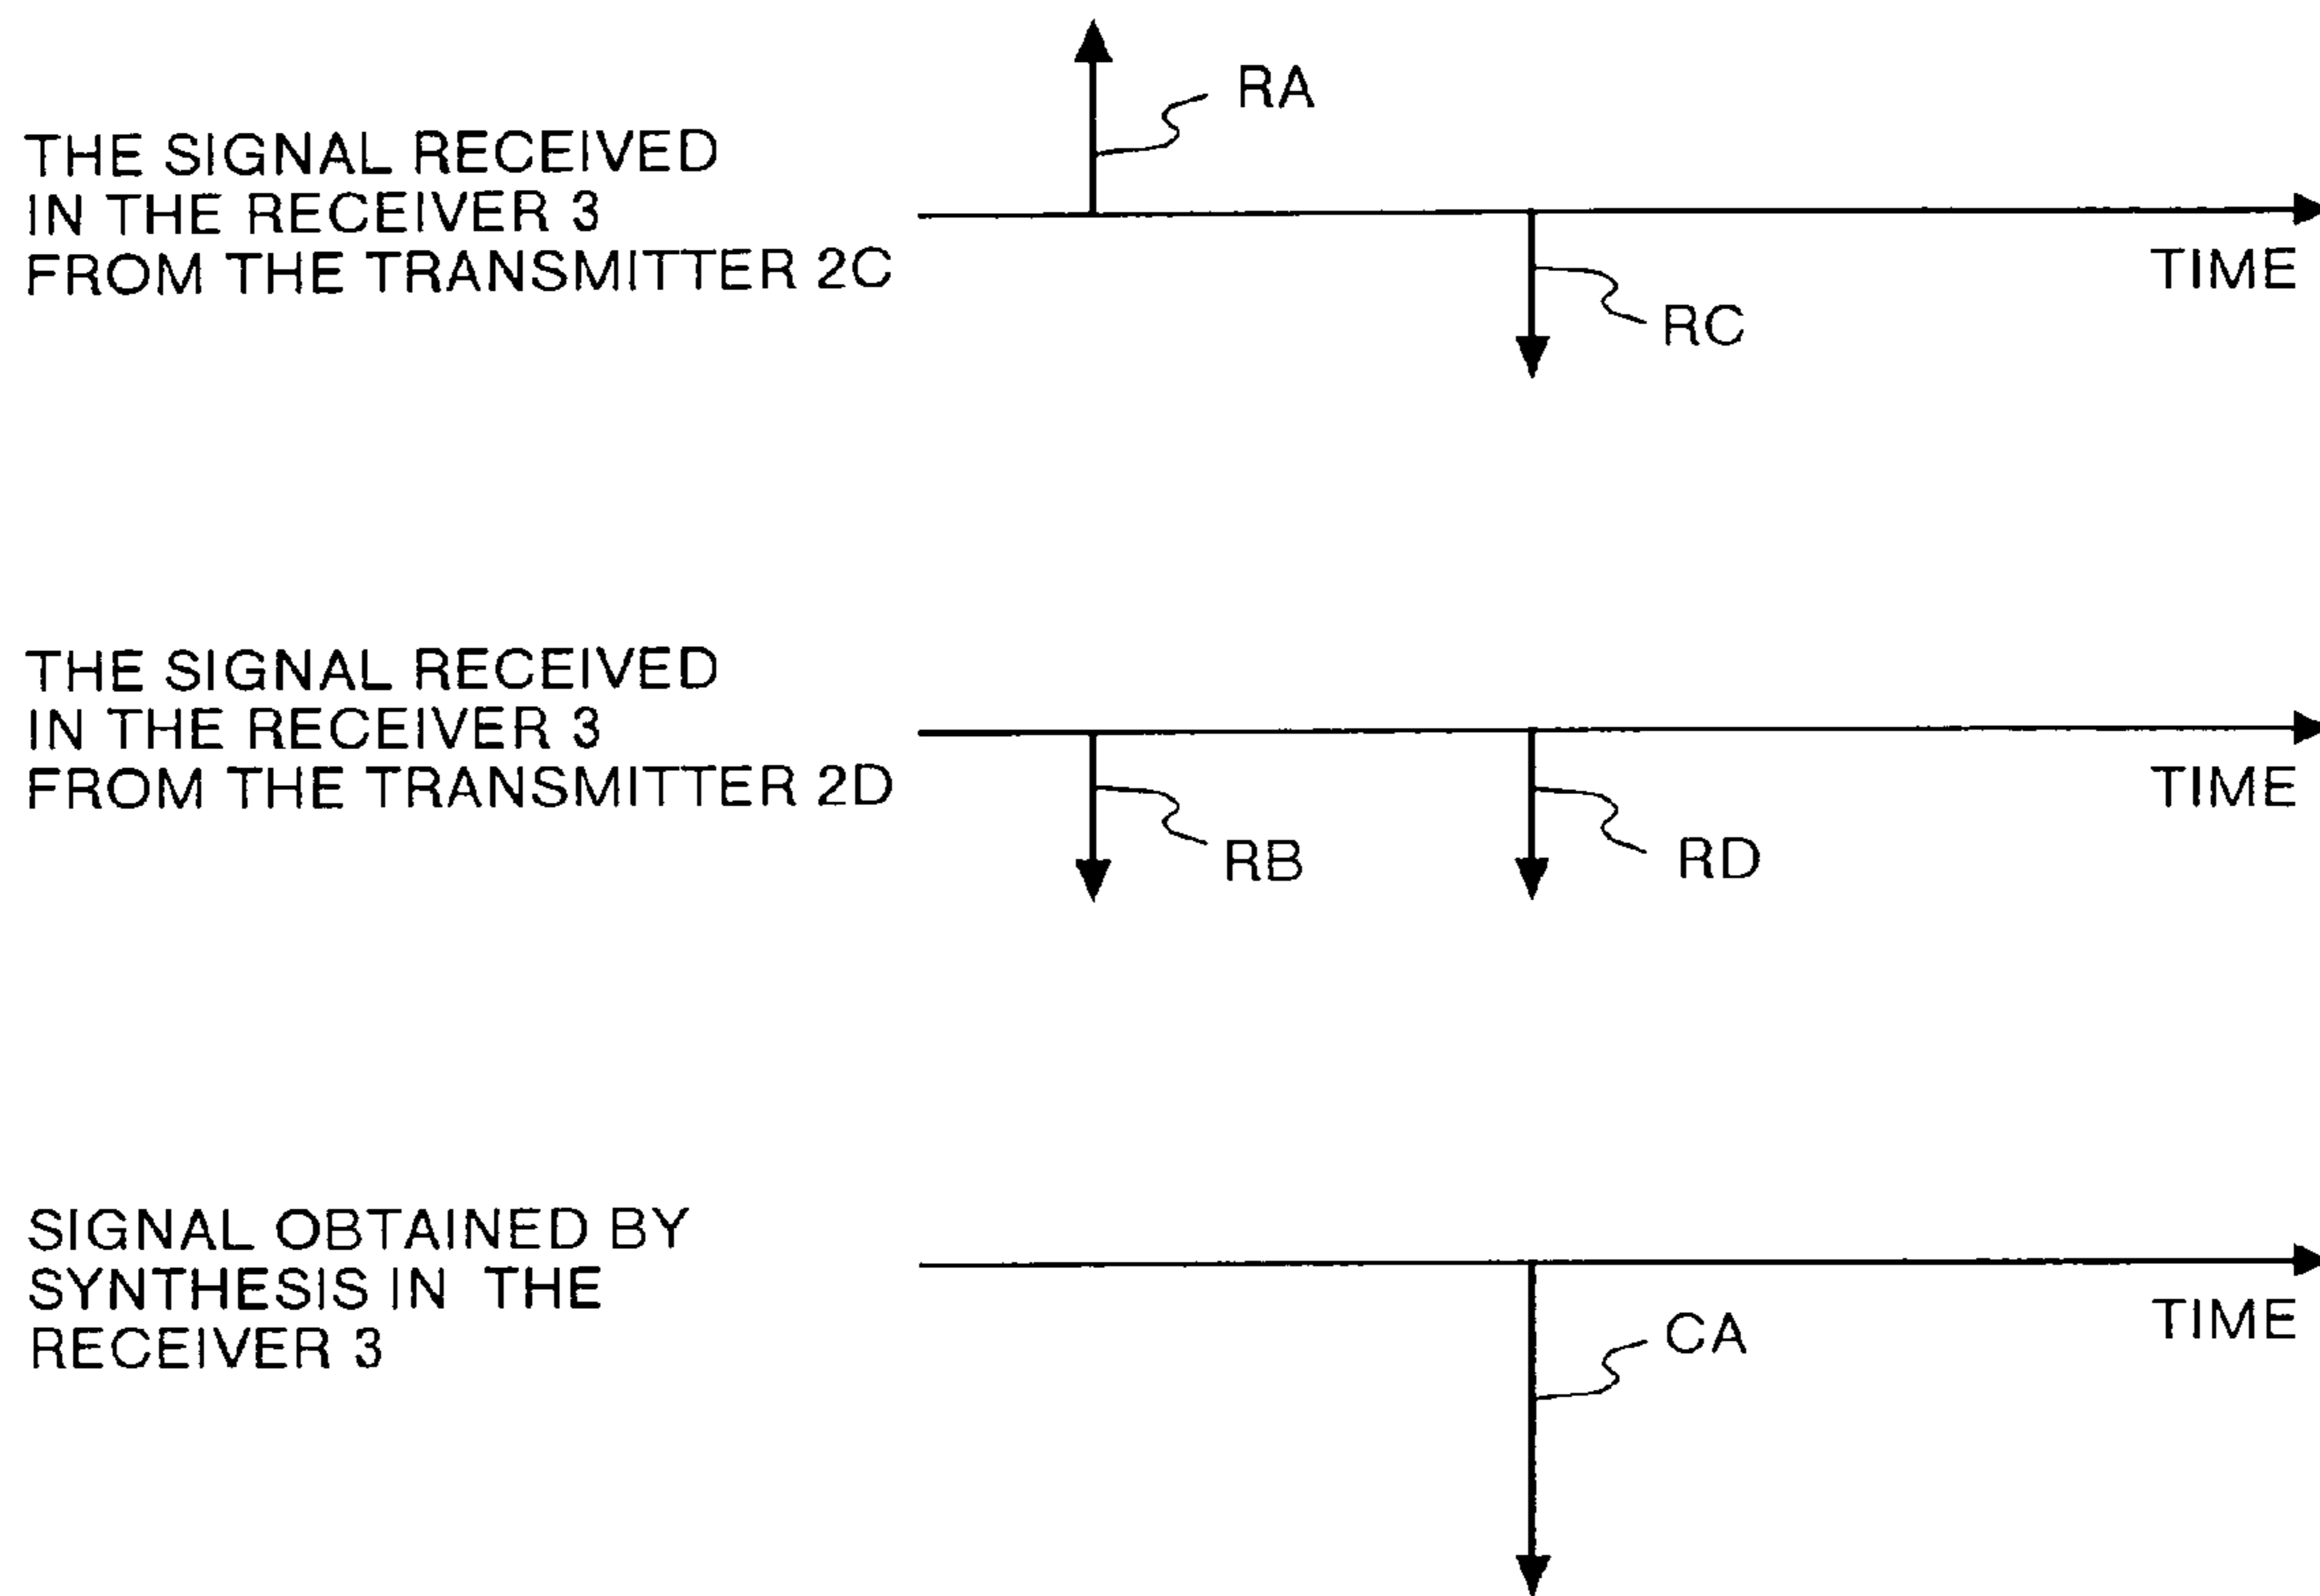 RA
THE SIGNAL RECEIVED
IN THE RECEIVER 3
FROM THE TRANSMITTER 2C
TIME
RC
THE SIGNAL RECEIVED
IN THE RECEIVER 3
FROM THE TRANSMITTER 2D
TIME
RB
RD
SIGNAL OBTAINED BY
SYNTHESIS IN THE
RECEIVER 3
TIME
CA